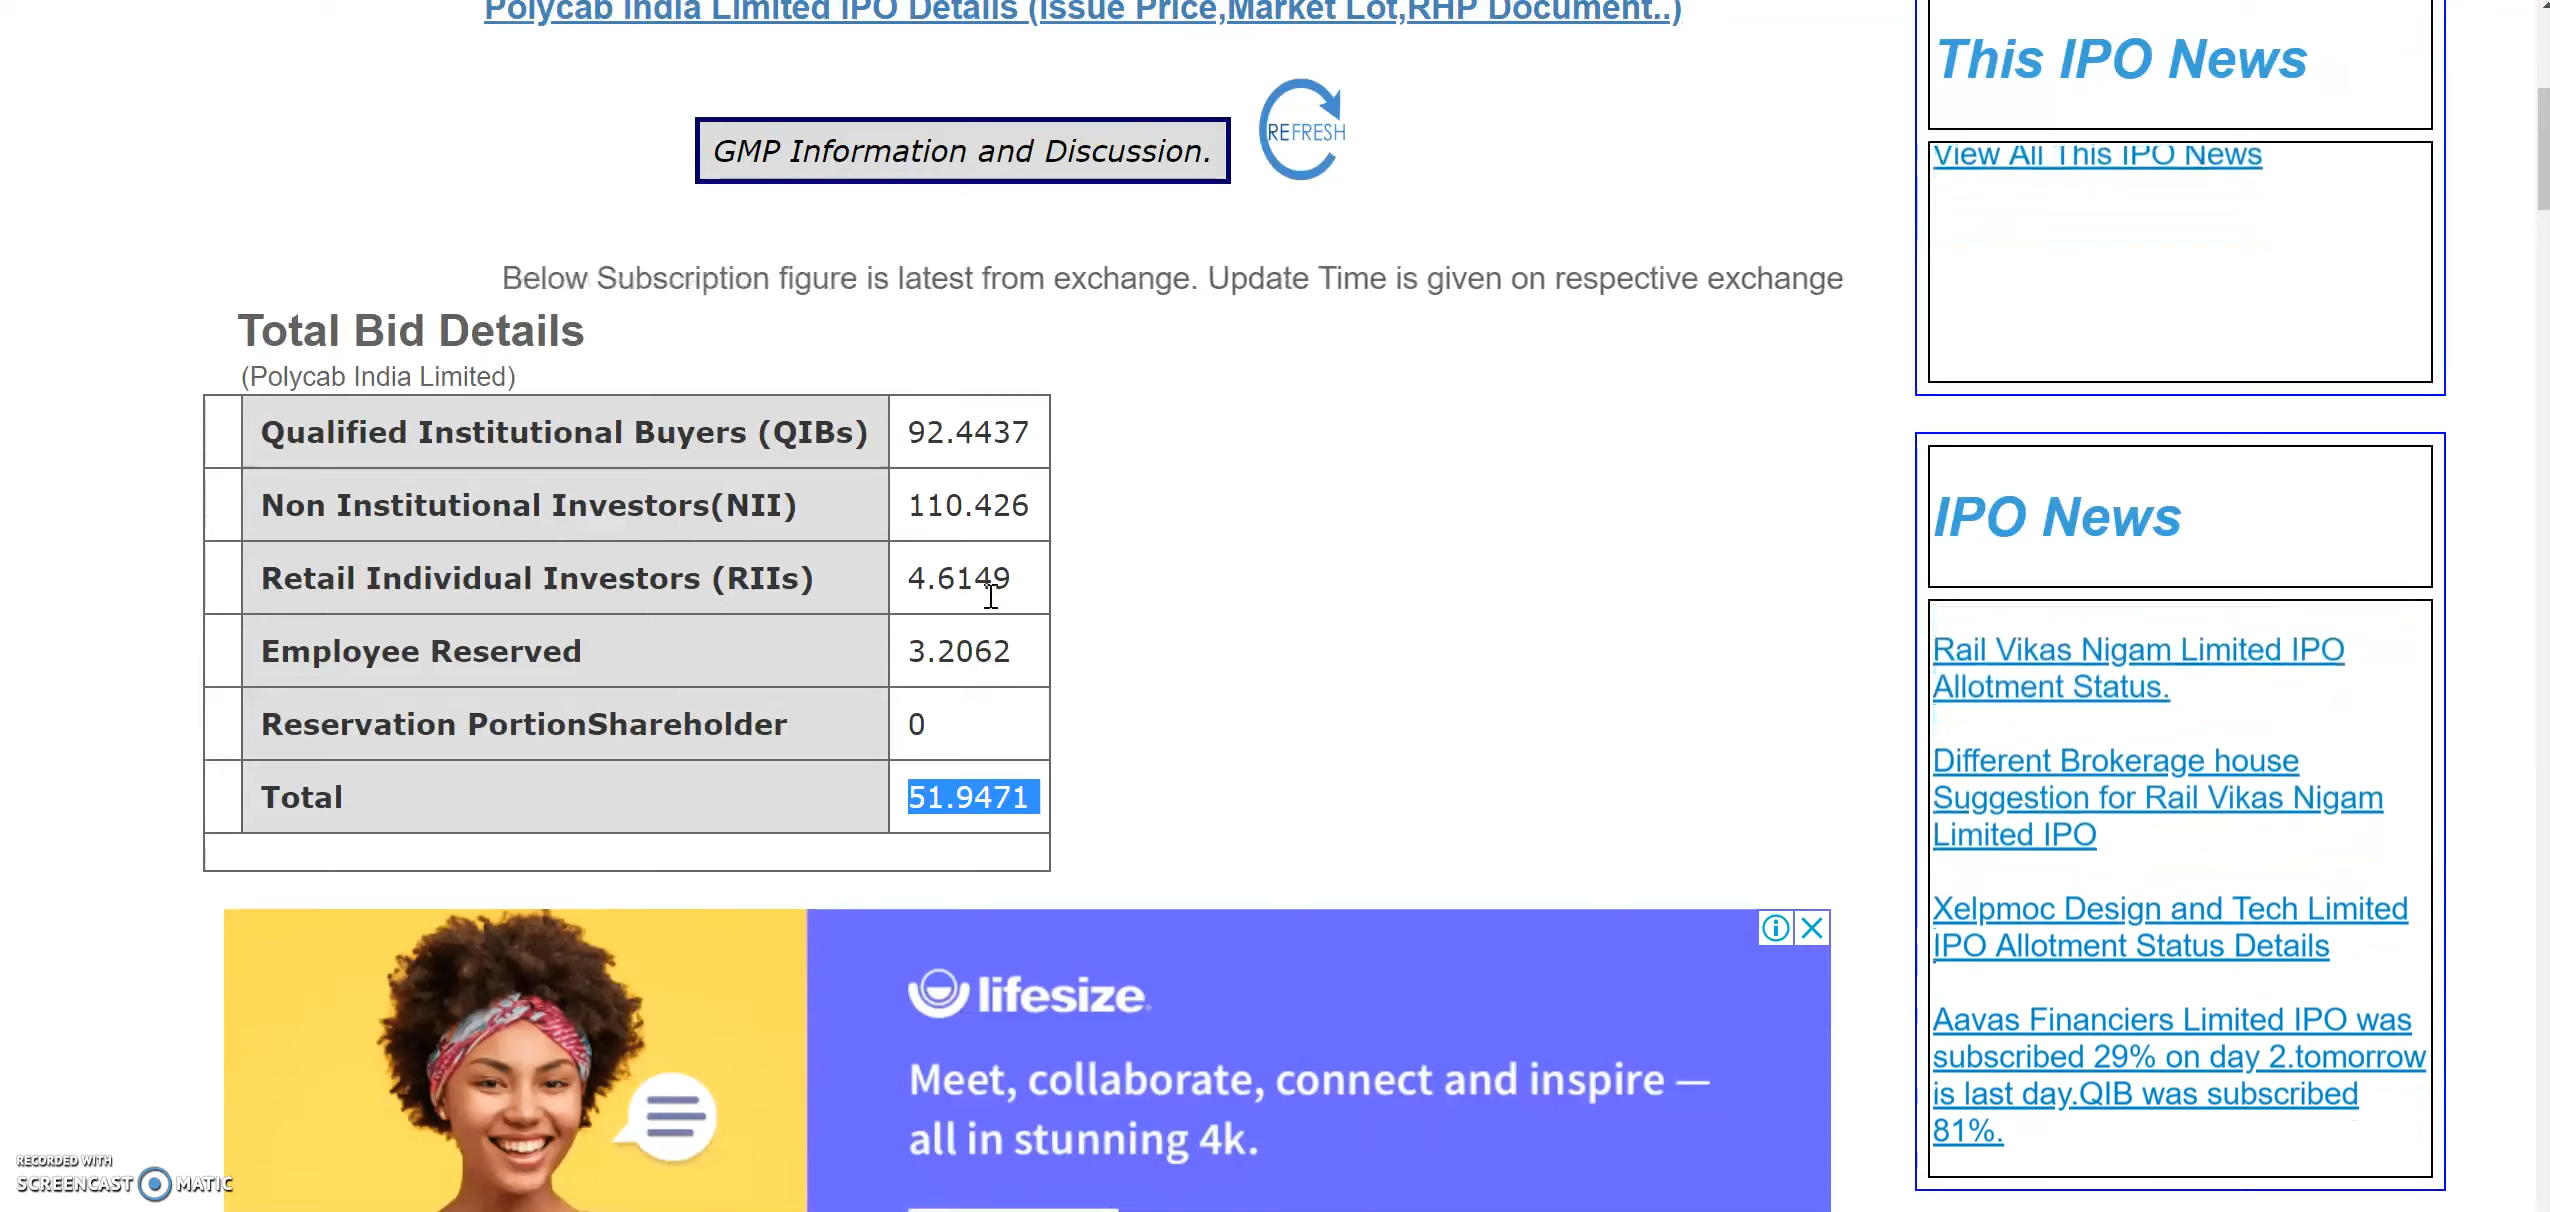 Polycab India Limited IPO Details (Issue Price,Market Lot,RHP Document..)
GMP Information and Discussion.
REFRESH
Below Subscription figure is latest from exchange. Update Time is given on respective exchange
Total Bid Details
(Polycab India Limited)
Qualified Institutional Buyers (QIBs) 92.4437
Non Institutional Investors(NII) 110.426
Retail Individual Investors (RIIs) 4.6149
Employee Reserved 3.2062
Reservation PortionShareholder 0
Total 51.9471
lifesize
Meet, collaborate, connect and inspire —
all in stunning 4k.
RECORDED WITH
SCREENCAST MATIC
This IPO News
View All This IPO News
IPO News
Rail Vikas Nigam Limited IPO
Allotment Status.
Different Brokerage house
Suggestion for Rail Vikas Nigam
Limited IPO
Xelpmoc Design and Tech Limited
IPO Allotment Status Details
Aavas Financiers Limited IPO was
subscribed 29% on day 2.tomorrow
is last day.QIB was subscribed
81%.